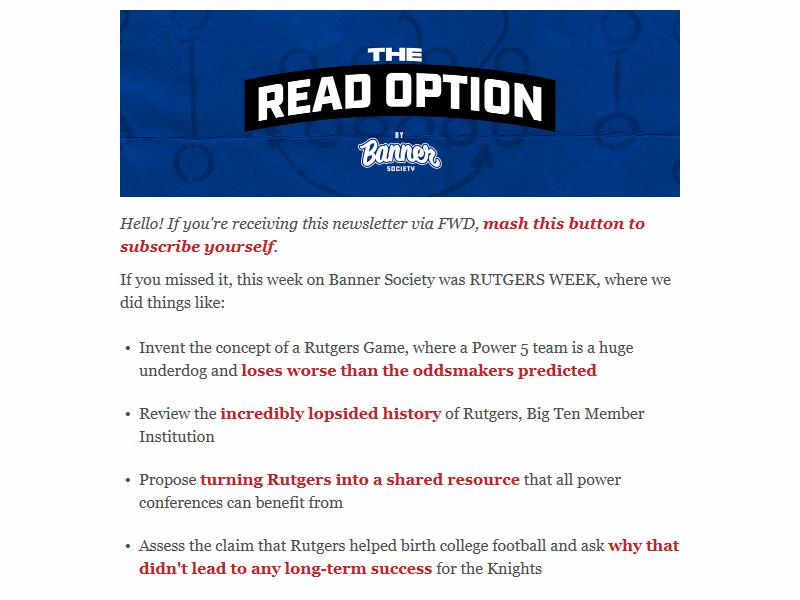 THE
READ OPTION
BY
Banner
SOCIETY
Hello! If you're receiving this newsletter via FWD, mash this button to
subscribe yourself.
If you missed it, this week on Banner Society was RUTGERS WEEK, where we
did things like:
• Invent the concept of a Rutgers Game, where a Power 5 team is a huge
underdog and loses worse than the oddsmakers predicted
• Review the incredibly lopsided history of Rutgers, Big Ten Member
Institution
• Propose turning Rutgers into a shared resource that all power
conferences can benefit from
• Assess the claim that Rutgers helped birth college football and ask why that
didn't lead to any long-term success for the Knights